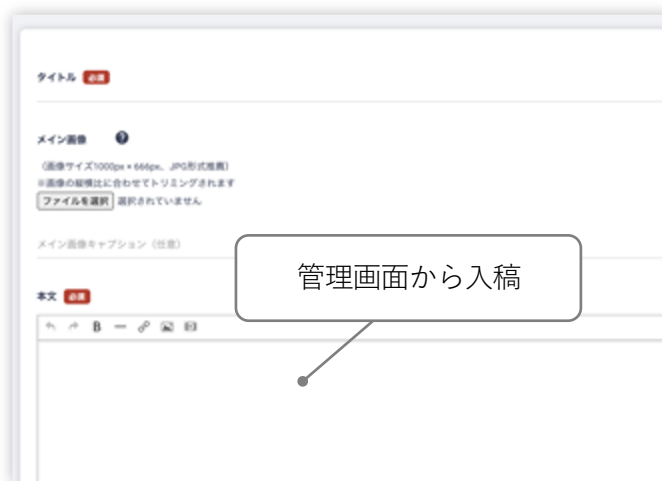 タイトル 必須
メイン画像 ?
(画像サイズ1000px × 666px、JPG形式推奨)
※画像の縦横比に合わせてトリミングされます
ファイルを選択 選択されていません
メイン画像キャプション (任意)
管理画面から入稿
本文 必須
B